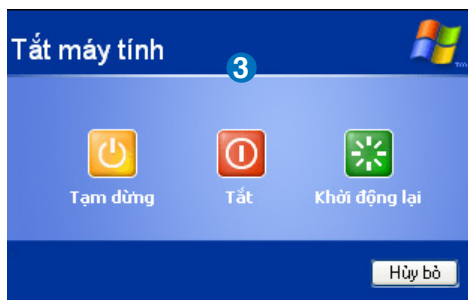 Tắt máy tính
3
Tạm dừng
Tắt
Khởi động lại
Hủy bỏ